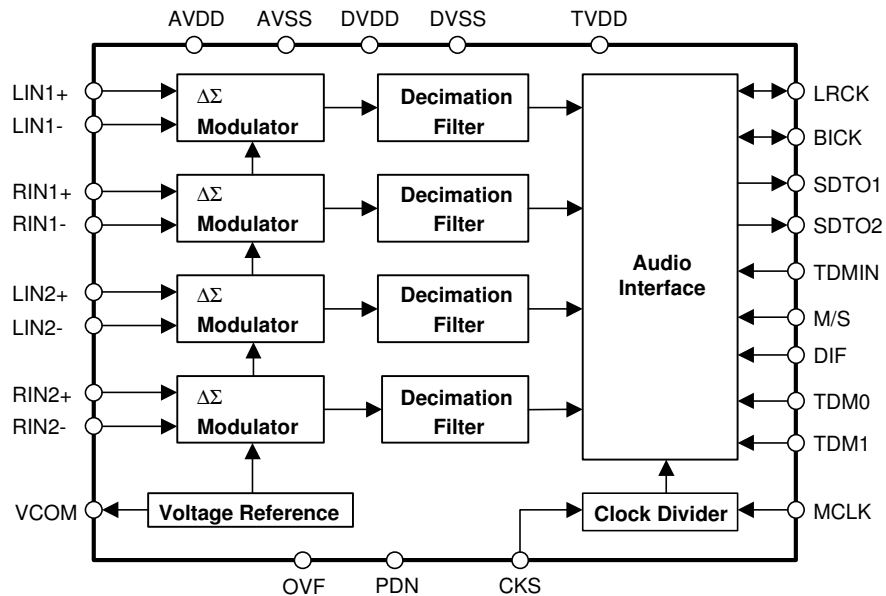 AVDD AVSS DVDD DVSS TVDD
LIN1+
LIN1-
ΔΣ
Modulator
Decimation
Filter
RIN1+
RIN1-
ΔΣ
Modulator
Decimation
Filter
LIN2+
LIN2-
ΔΣ
Modulator
Decimation
Filter
RIN2+
RIN2-
ΔΣ
Modulator
Decimation
Filter
VCOM
Voltage Reference
Audio
Interface
Clock Divider
LRCK
BICK
SDTO1
SDTO2
TDMIN
M/S
DIF
TDM0
TDM1
MCLK
OVF PDN CKS